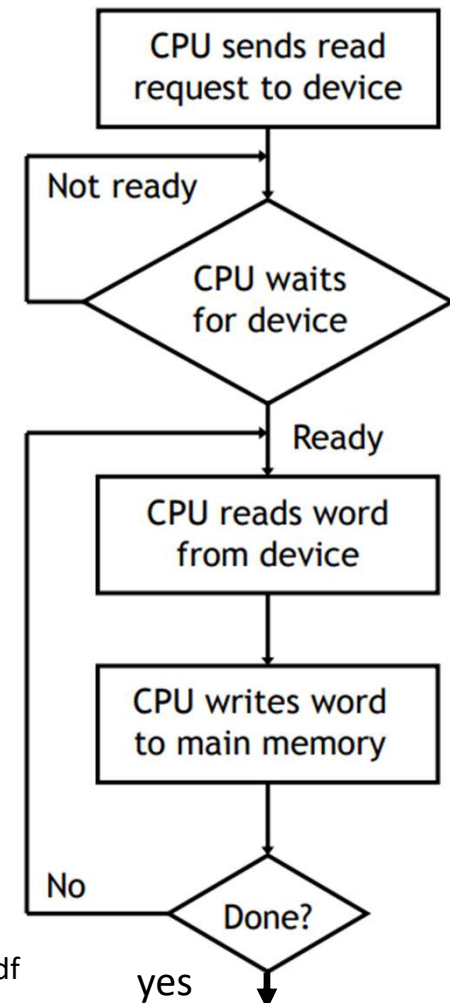 CPU sends read
request to device
Not ready
CPU waits
for device
Ready
CPU reads word
from device
CPU writes word
to main memory
No
Done?
df
yes